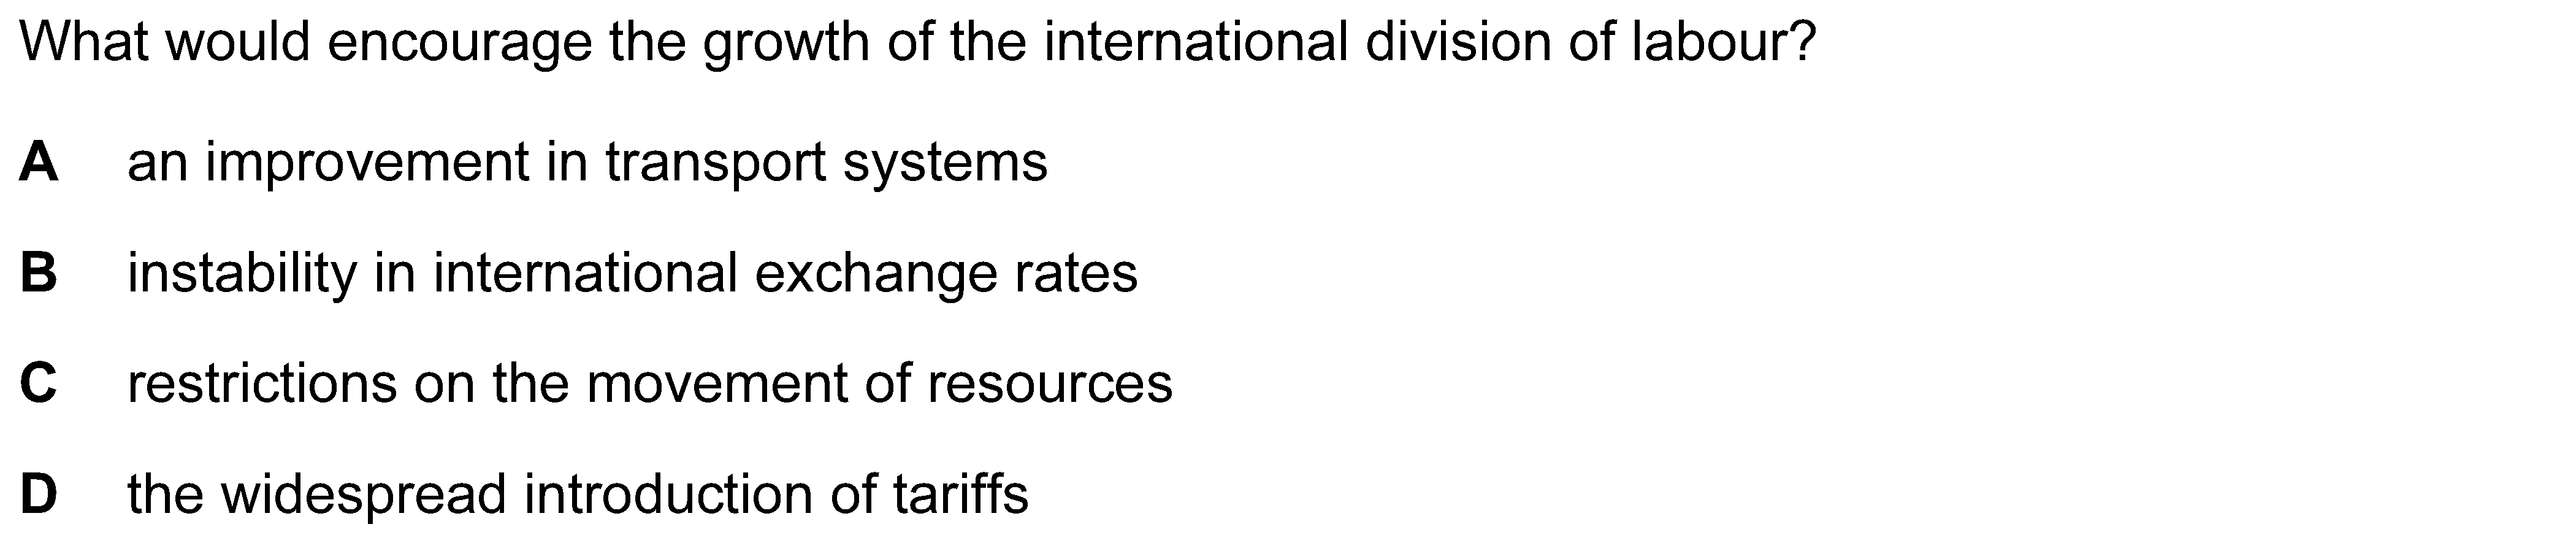 What would encourage the growth of the international division of labour?
A an improvement in transport systems
B instability in international exchange rates
C restrictions on the movement of resources
D the widespread introduction of tariffs